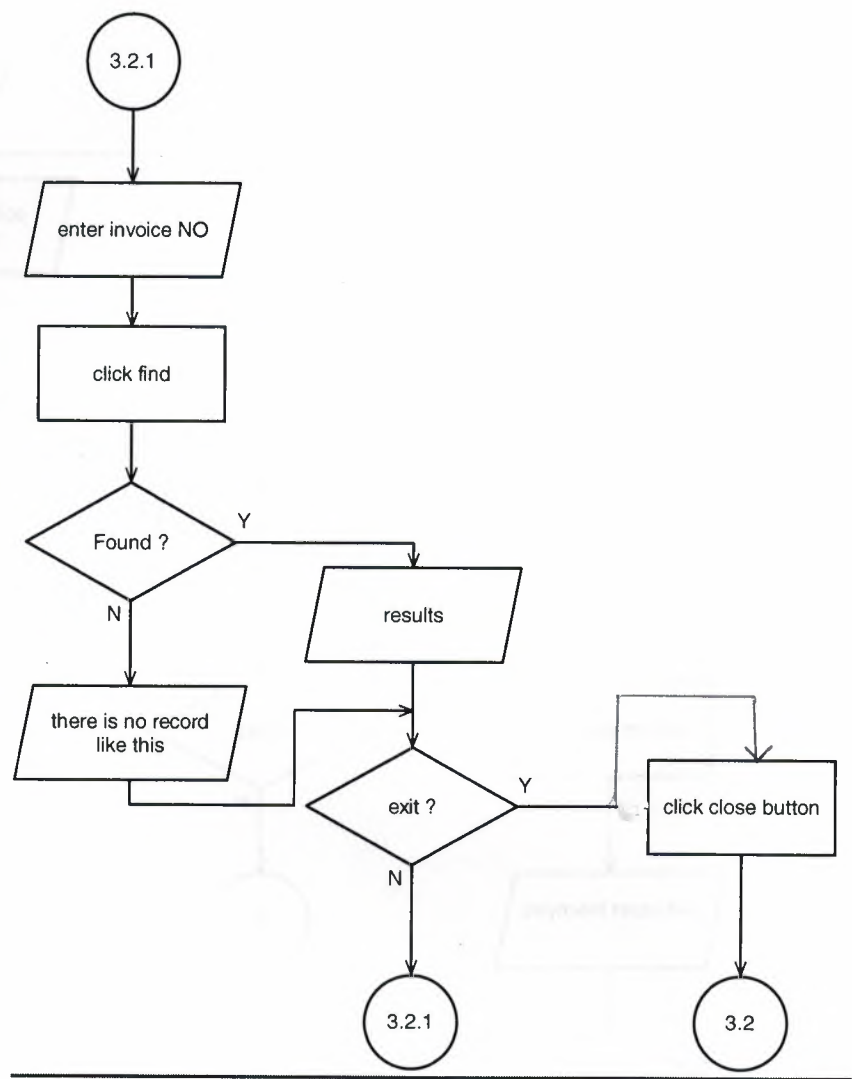 3.2.1
enter invoice NO
click find
Found ?
Y
N
results
there is no record
like this
exit ?
Y
click close button
N
3.2.1
3.2